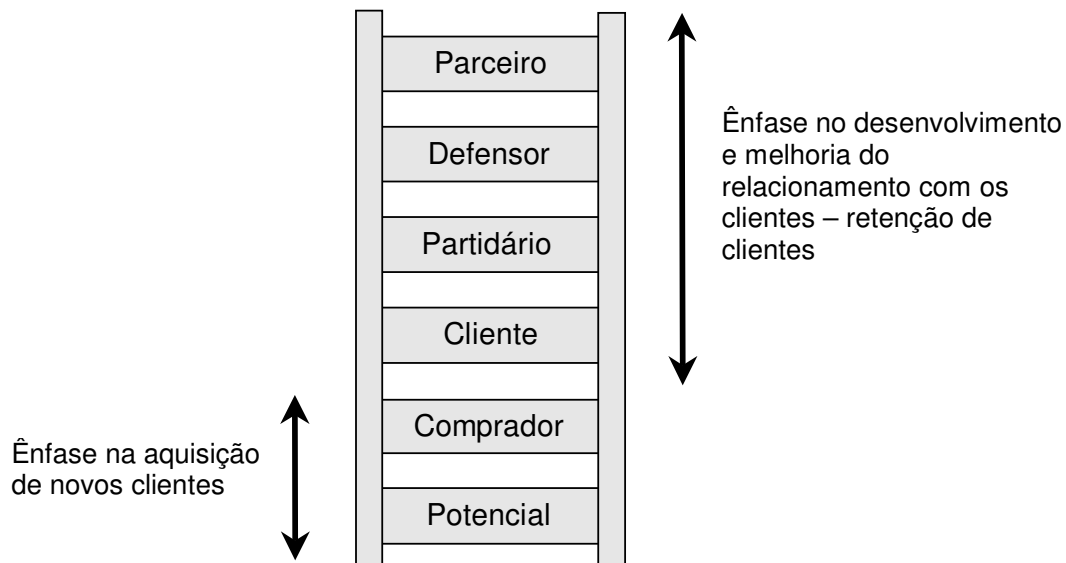 Parceiro
Defensor
Partidário
Cliente
Comprador
Potencial
Ênfase no desenvolvimento
e melhoria do
relacionamento com os
clientes – retenção de
clientes
Ênfase na aquisição
de novos clientes